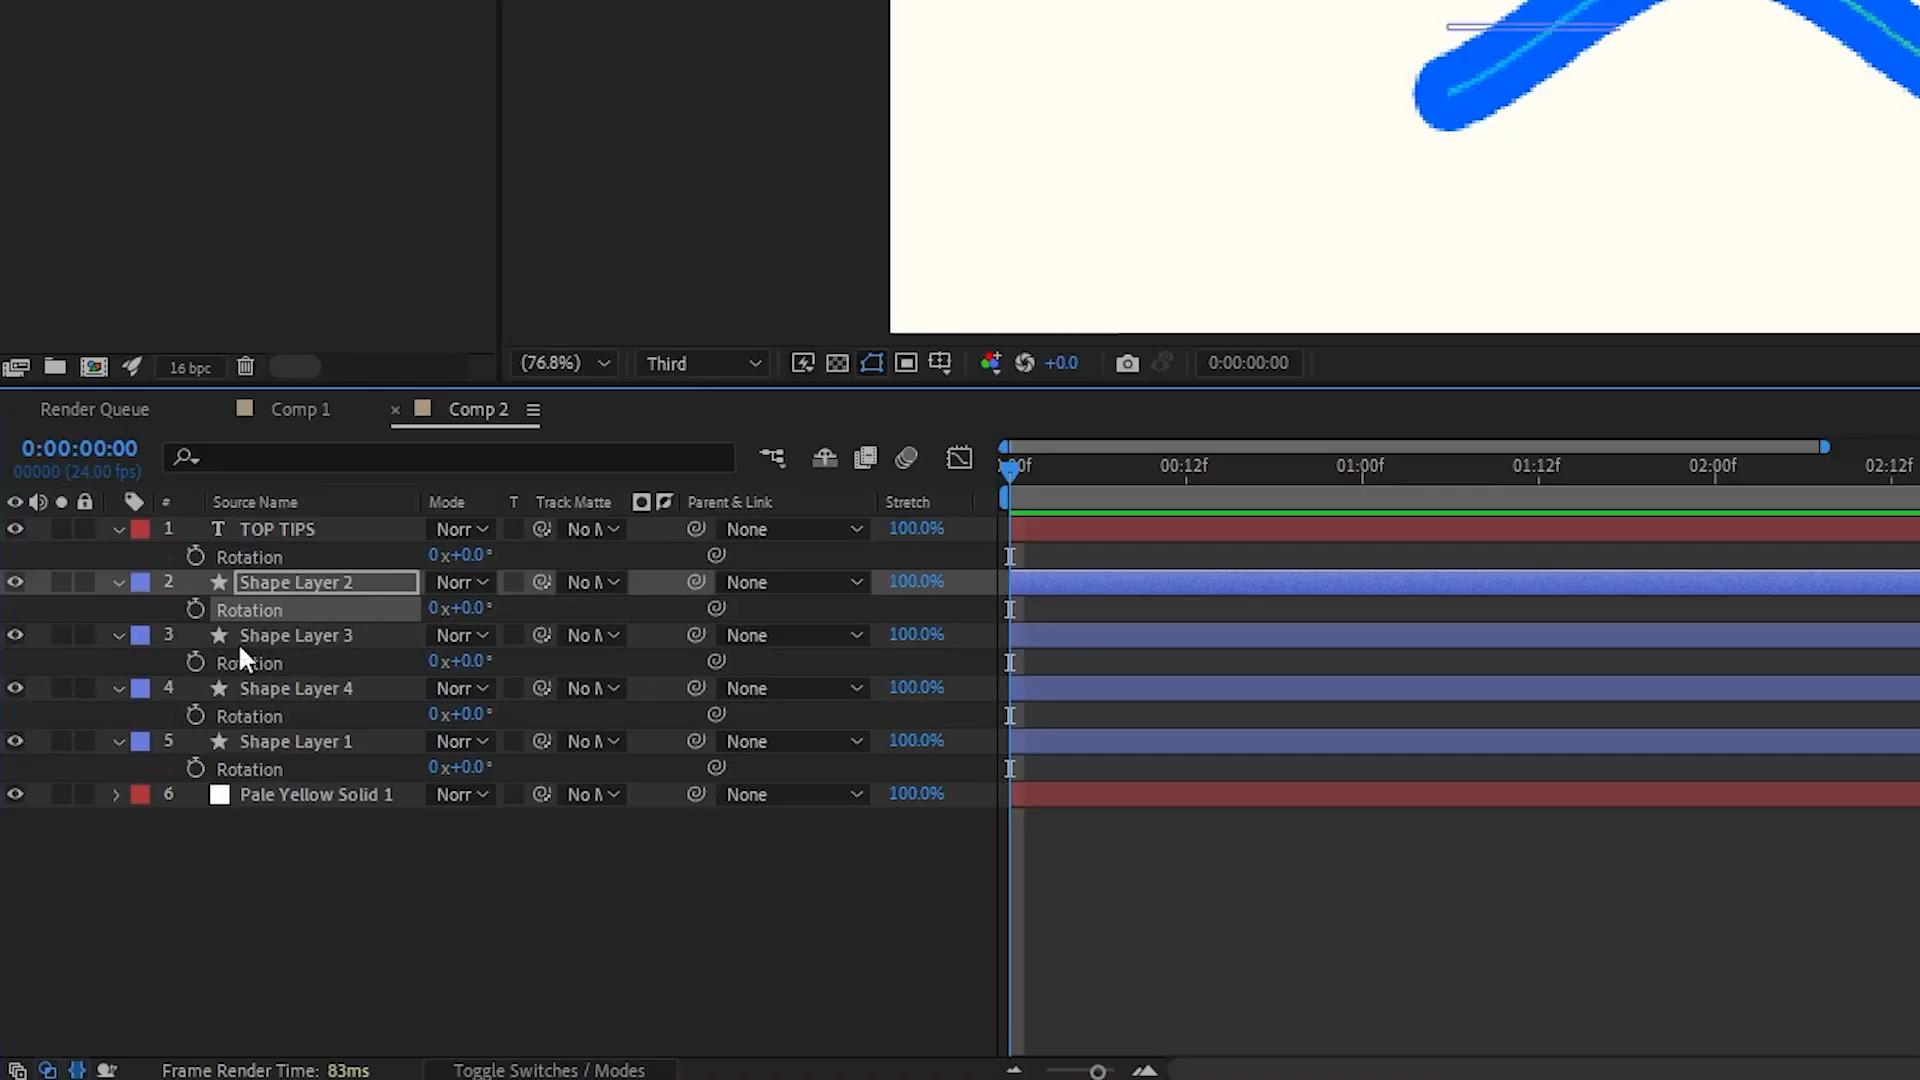 16 bpc
(76.8%)
Third
+0.0
0:00:00:00
Render Queue
Comp 1
× Comp 2
0:00:00:00
00000 (24.00 fps)
:00f 00:12f 01:00f 01:12f 02:00f 02:12f
# Source Name Mode T Track Matte Parent & Link Stretch
1 T TOP TIPS Norr No M None 100.0%
Rotation 0x+0.0°
2 Shape Layer 2 Norr No M None 100.0%
Rotation 0x+0.0°
3 Shape Layer 3 Norr No M None 100.0%
Rotation 0x+0.0°
4 Shape Layer 4 Norr No M None 100.0%
Rotation 0x+0.0°
5 Shape Layer 1 Norr No M None 100.0%
Rotation 0x+0.0°
6 Pale Yellow Solid 1 Norr No M None 100.0%
Frame Render Time: 83ms
Toggle Switches / Modes